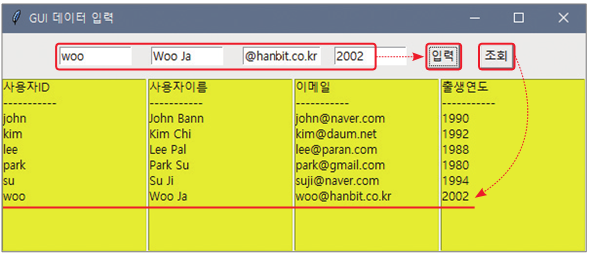 GUI 데이터 입력
woo Woo Ja @hanbit.co.kr 2002 입력 조회
사용자ID 사용자이름 이메일 출생연도
----------- ----------- ----------- -----------
john John Bann john@naver.com 1990
kim Kim Chi kim@daum.net 1992
lee Lee Pal lee@paran.com 1988
park Park Su park@gmail.com 1980
su Su Ji suji@naver.com 1994
woo Woo Ja woo@hanbit.co.kr 2002